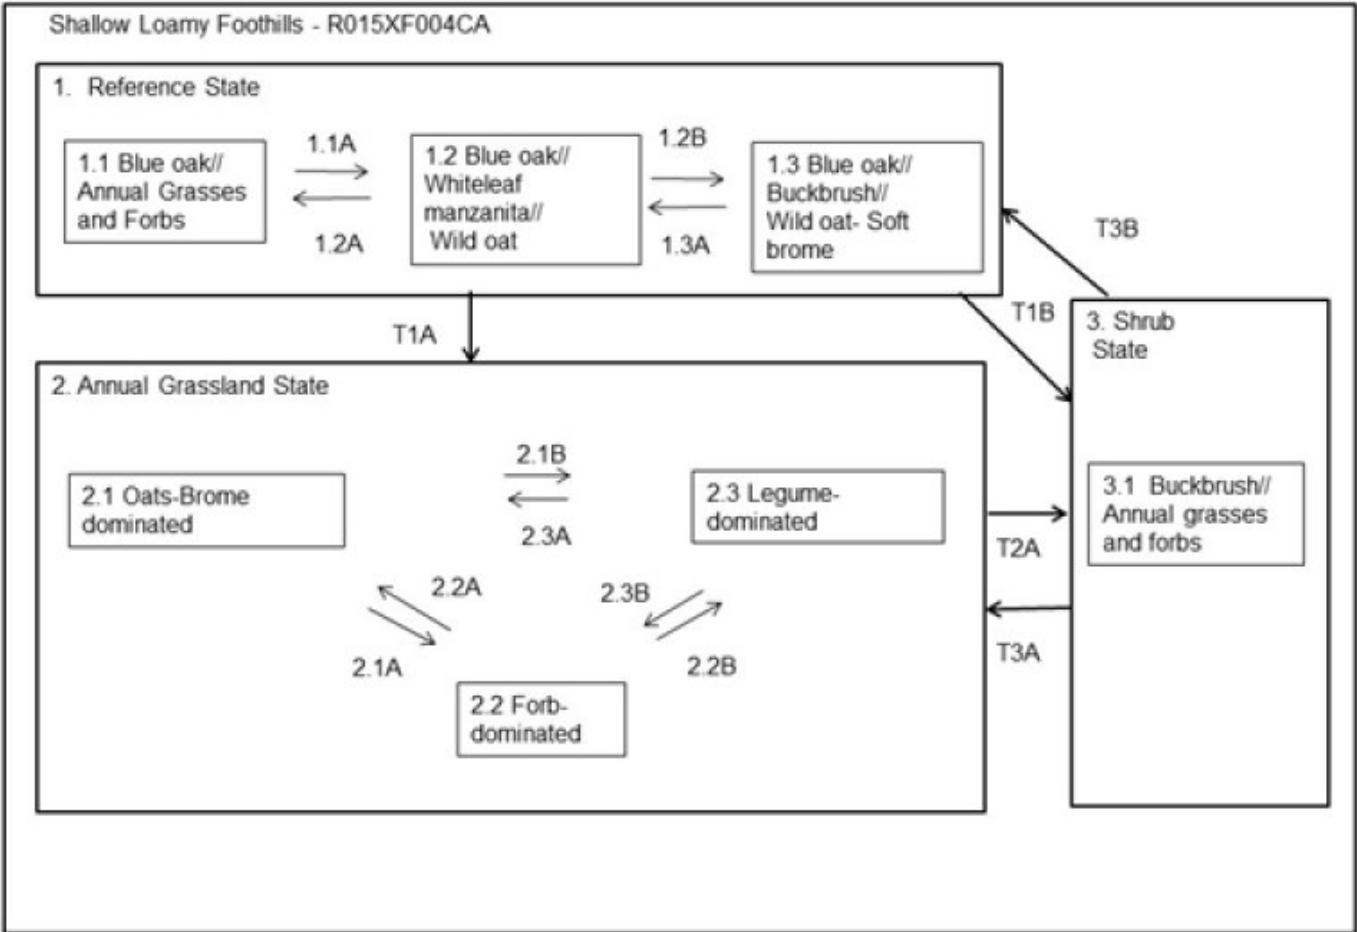 Shallow Loamy Foothills - R015XF004CA
1. Reference State
1.1 Blue oak//
Annual Grasses
and Forbs
1.1A
1.2A
1.2 Blue oak//
Whiteleaf
manzanita//
Wild oat
1.2B
1.3A
1.3 Blue oak//
Buckbrush//
Wild oat- Soft
brome
T3B
T1B
T1A
3. Shrub
State
2. Annual Grassland State
2.1 Oats-Brome
dominated
2.1B
2.3A
2.3 Legume-
dominated
3.1 Buckbrush//
Annual grasses
and forbs
T2A
2.2A
2.3B
2.1A
2.2B
T3A
2.2 Forb-
dominated